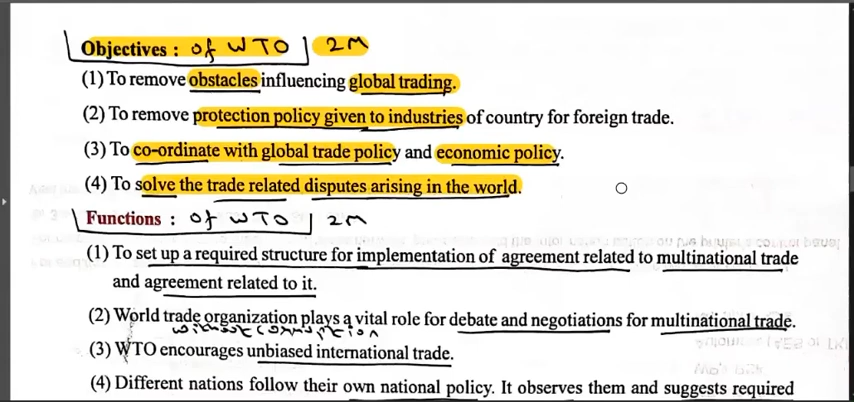 Objectives : of WTO 2M
(1) To remove obstacles influencing global trading.
(2) To remove protection policy given to industries of country for foreign trade.
(3) To co-ordinate with global trade policy and economic policy.
(4) To solve the trade related disputes arising in the world.
Functions : of WTO 2M
(1) To set up a required structure for implementation of agreement related to multinational trade
and agreement related to it.
(2) World trade organization plays a vital role for debate and negotiations for multinational trade.
without
(3) WTO encourages unbiased international trade.
(4) Different nations follow their own national policy. It observes them and suggests required